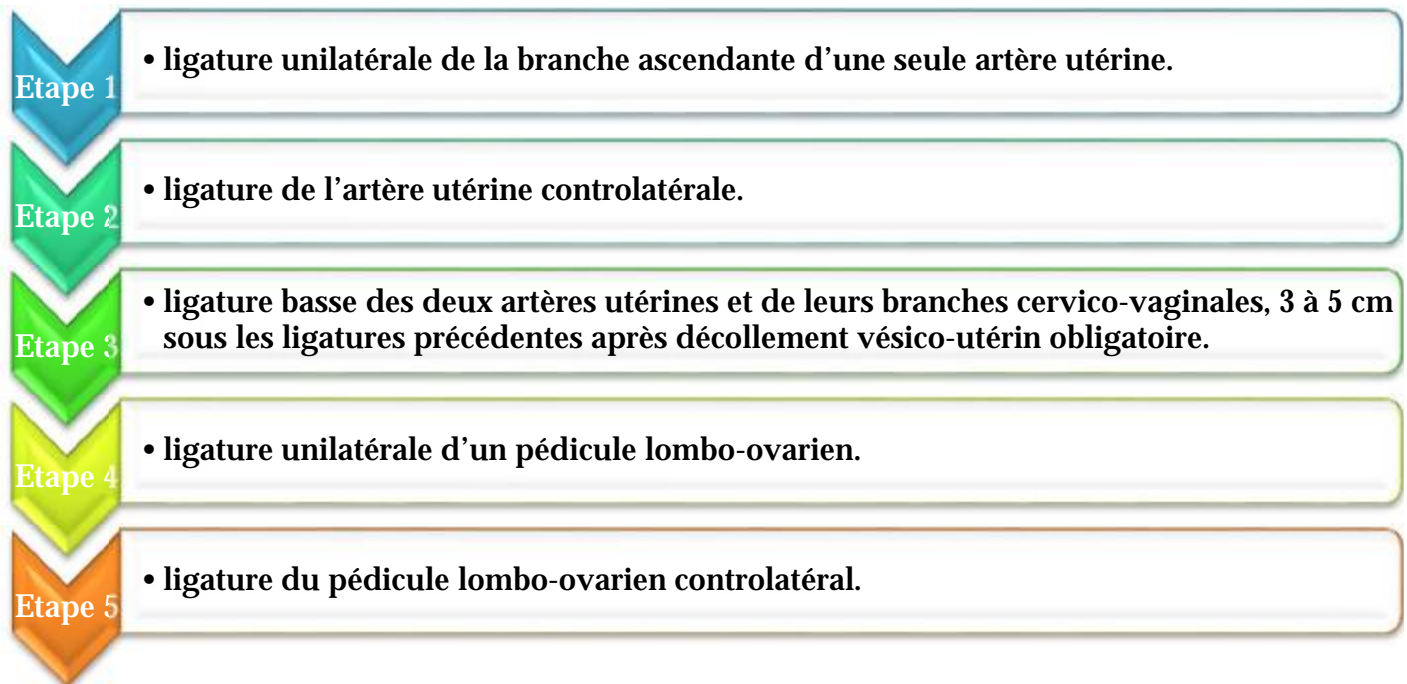 Etape 1
• ligature unilatérale de la branche ascendante d’une seule artère utérine.
Etape 2
• ligature de l’artère utérine controlatérale.
Etape 3
• ligature basse des deux artères utérines et de leurs branches cervico-vaginales, 3 à 5 cm
sous les ligatures précédentes après décollement vésico-utérin obligatoire.
Etape 4
• ligature unilatérale d’un pédicule lombo-ovarien.
Etape 5
• ligature du pédicule lombo-ovarien controlatéral.